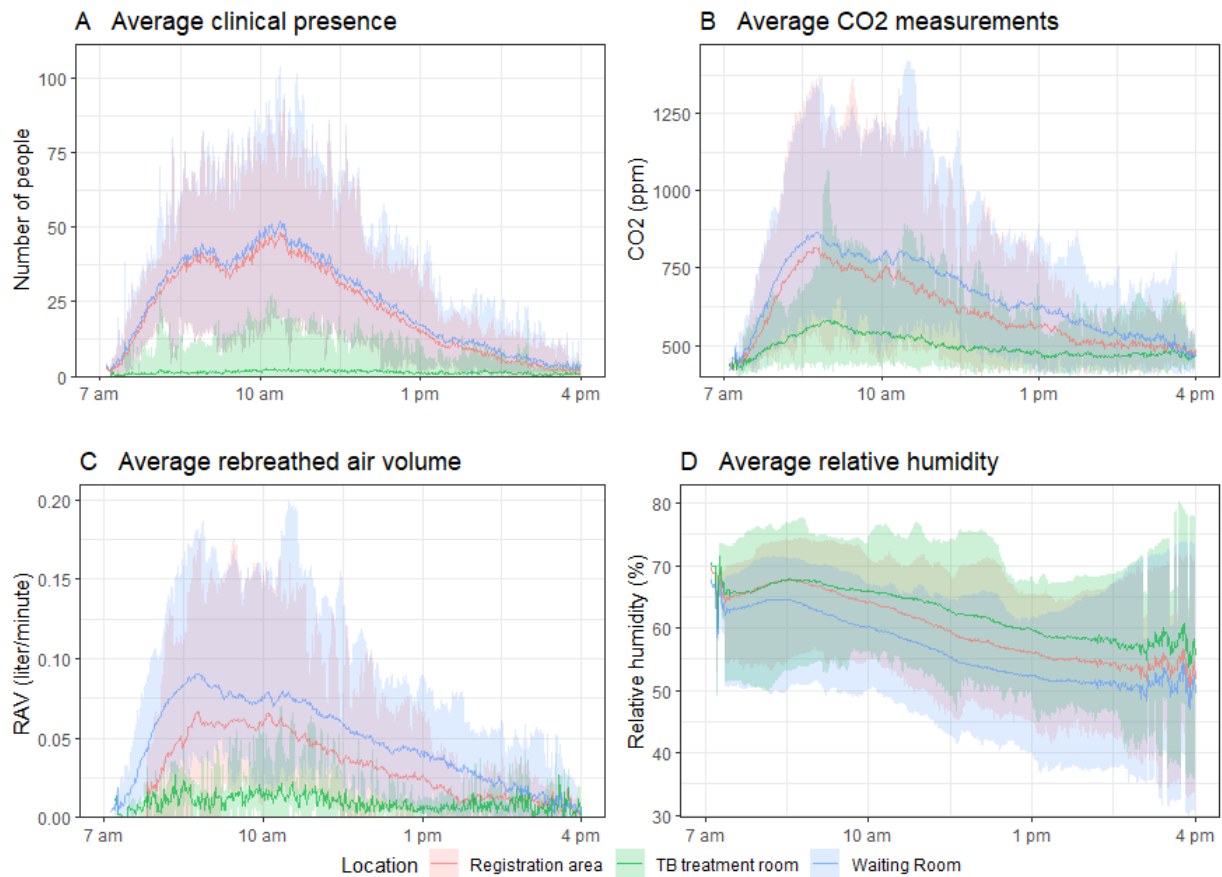 A Average clinical presence
Number of people
100
75
50
25
0
7 am 10 am 1 pm 4 pm
B Average CO2 measurements
CO2 (ppm)
1250
1000
750
500
7 am 10 am 1 pm 4 pm
C Average rebreathed air volume
RAV (liter/minute)
0.20
0.15
0.10
0.05
0.00
7 am 10 am 1 pm 4 pm
D Average relative humidity
Relative humidity (%)
80
70
60
50
40
30
7 am 10 am 1 pm 4 pm
Location Registration area TB treatment room Waiting Room